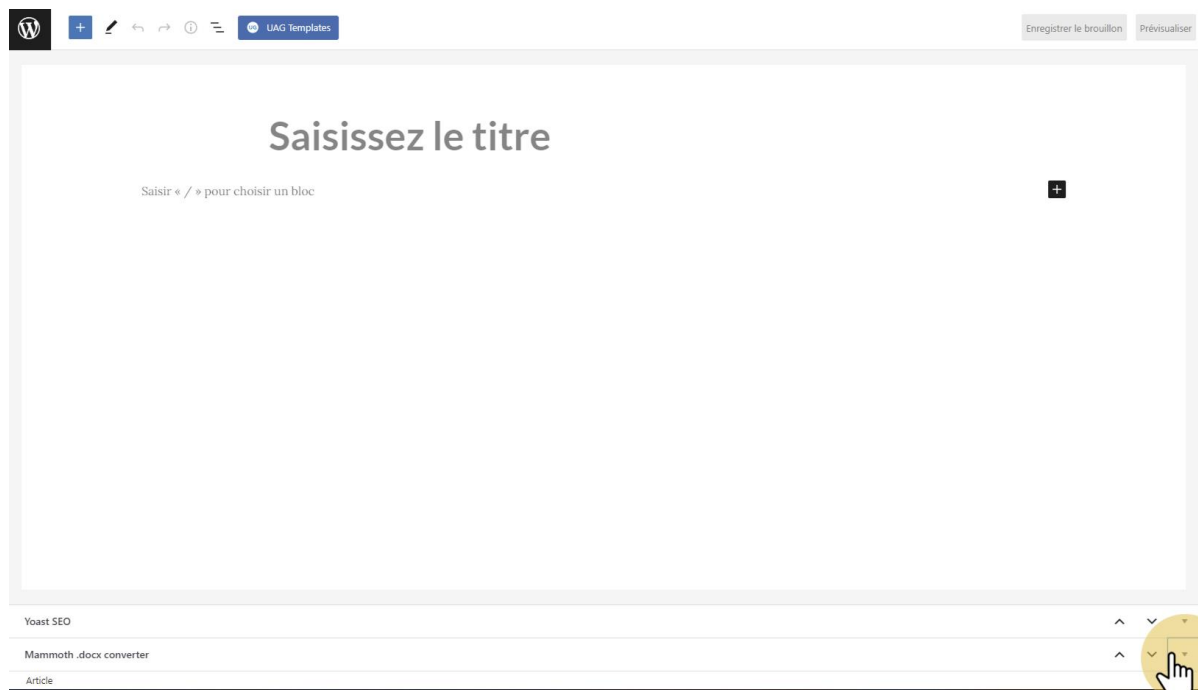 UAG Templates
Enregistrer le brouillon
Prévisualiser
Saisissez le titre
Saisir « / » pour choisir un bloc
Yoast SEO
Mammoth .docx converter
Article